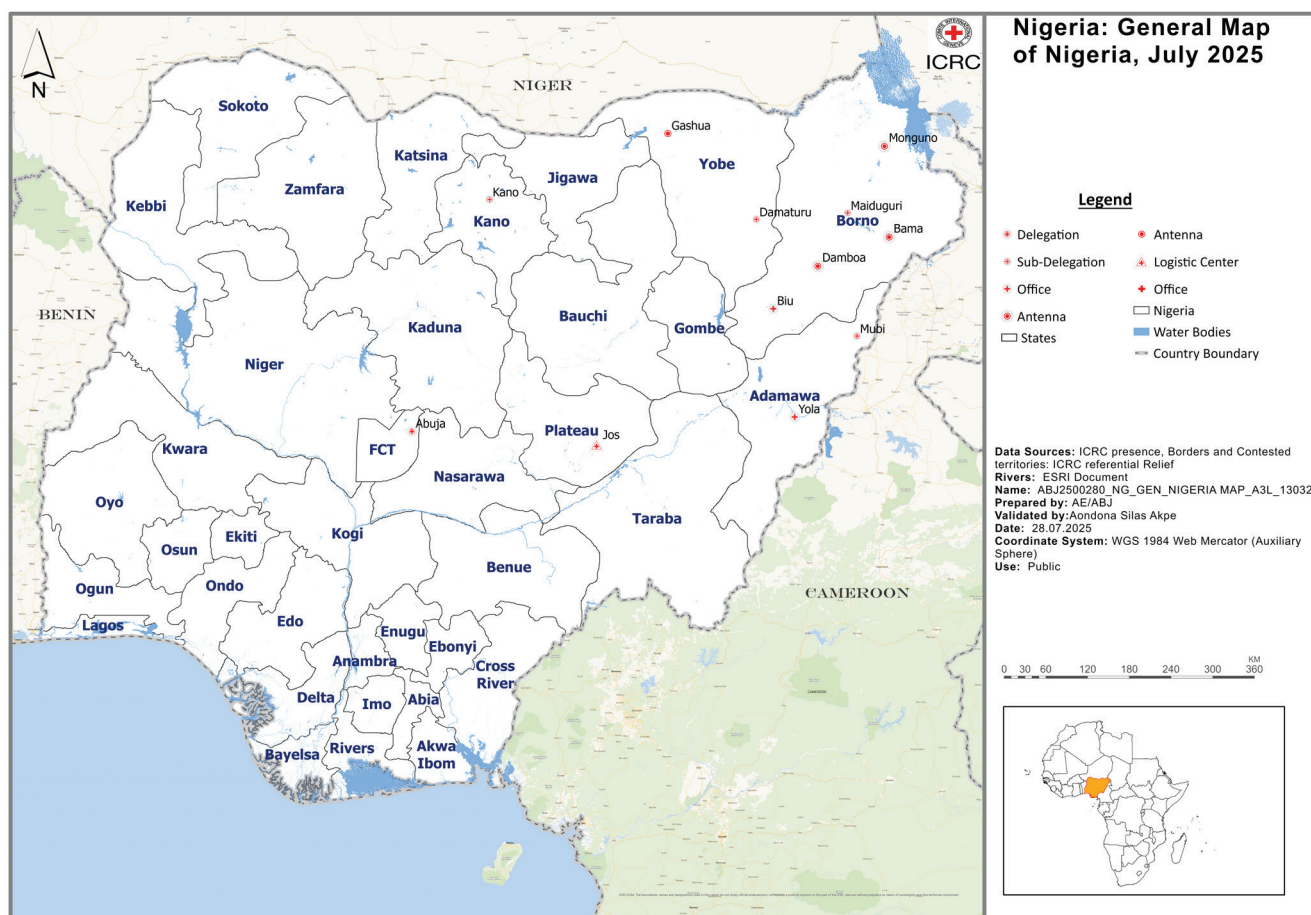 Nigeria: General Map
of Nigeria, July 2025
ICRC
N
NIGER
BENIN
CAMEROON
CAMEROON
Sokoto
Katsina
Zamfara
Kebbi
Kano
Kano
Jigawa
Gashua
Yobe
Monguno
Damaturu
Maiduguri
Borno
Bama
Damboa
Biu
Mubi
Kaduna
Bauchi
Gombe
Niger
Adamawa
Yola
Abuja
FCT
Plateau
Jos
Nasarawa
Kwara
Oyo
Taraba
Kogi
Osun
Ekiti
Benue
Ogun
Ondo
Lagos
Edo
Enugu
Ebonyi
Anambra
Cross
River
Delta
Imo
Abia
Bayelsa
Rivers
Akwa
Ibom
Legend
Delegation
Antenna
Sub-Delegation
Logistic Center
Office
Office
Antenna
Nigeria
States
Water Bodies
Country Boundary
Data Sources: ICRC presence, Borders and Contested
territories: ICRC referential Relief
Rivers: ESRI Document
Name: ABJ2500280_NG_GEN_NIGERIA MAP_A3L_13032
Prepared by: AE/ABJ
Validated by:Aondona Silas Akpe
Date: 28.07.2025
Coordinate System: WGS 1984 Web Mercator (Auxiliary
Sphere)
Use: Public
KM
0 30 60 120 180 240 300 360